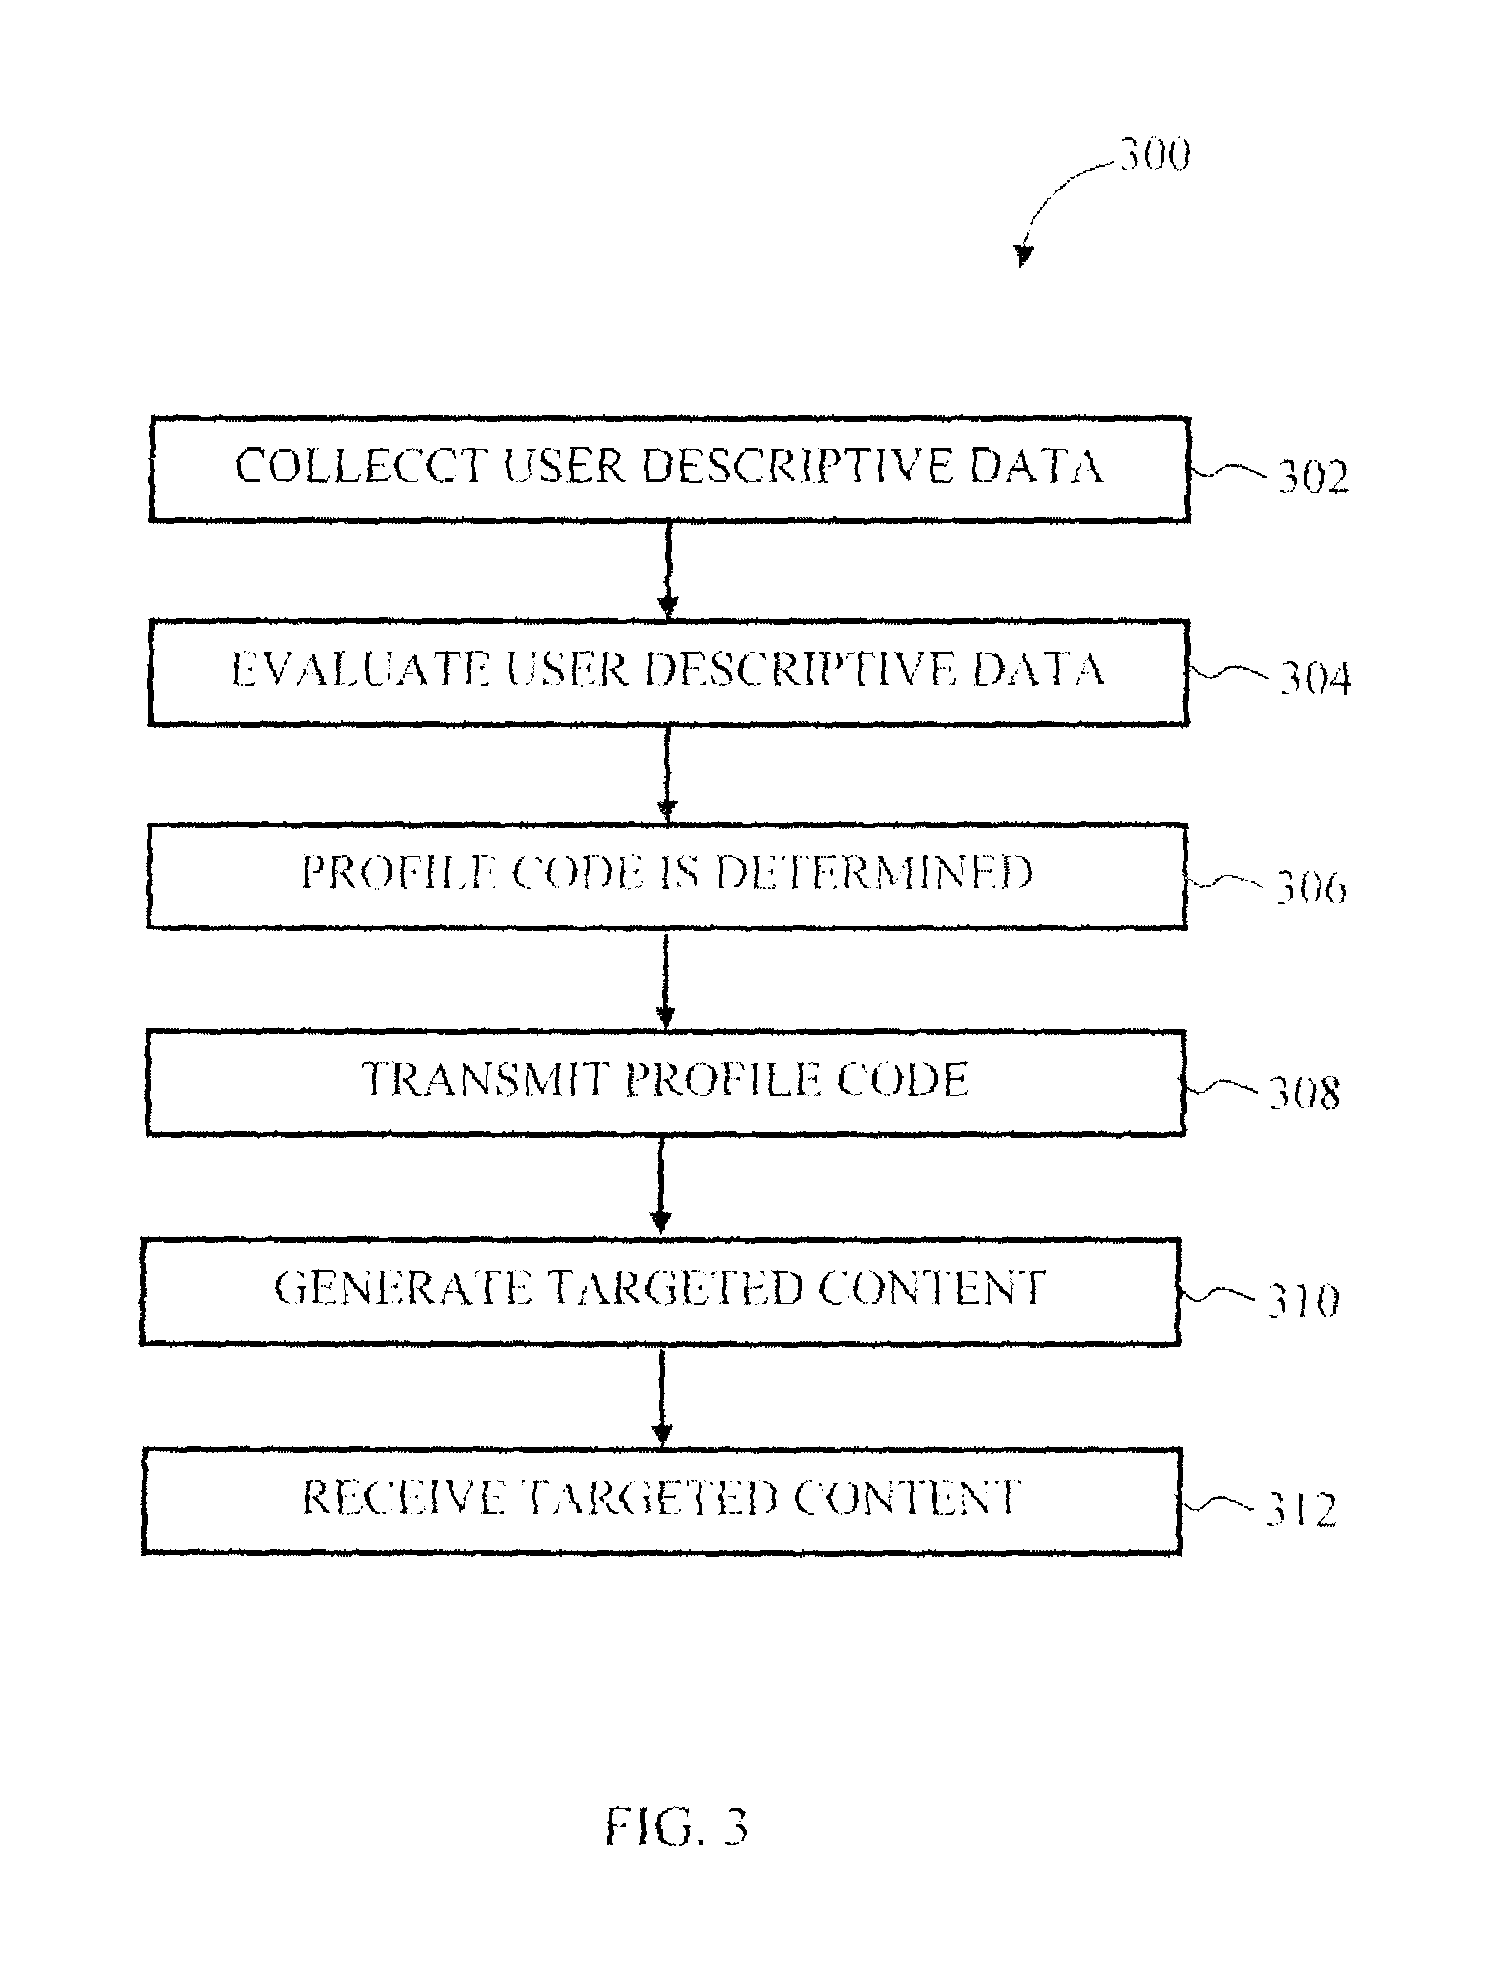 300
COLLECCT USER DESCRIPTIVE DATA
302
EVALUATE USER DESCRIPTIVE DATA
304
PROFILE CODE IS DETERMINED
306
TRANSMIT PROFILE CODE
308
GENERATE TARGETED CONTENT
310
RECEIVE TARGETED CONTENT
312
FIG. 3